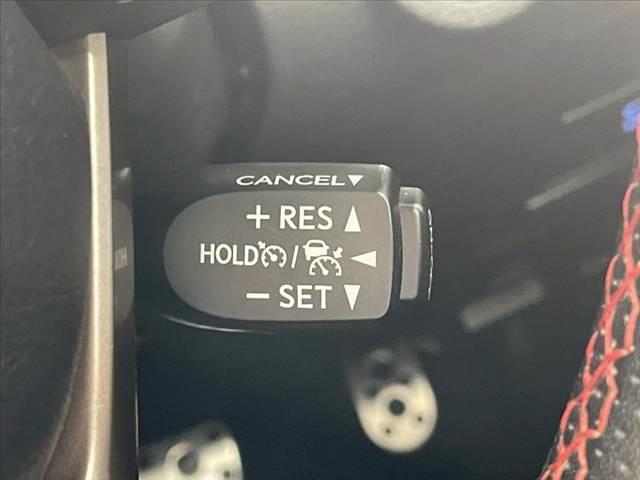 CANCEL▼
+ RES ▲
HOLD / ◀
− SET ▼